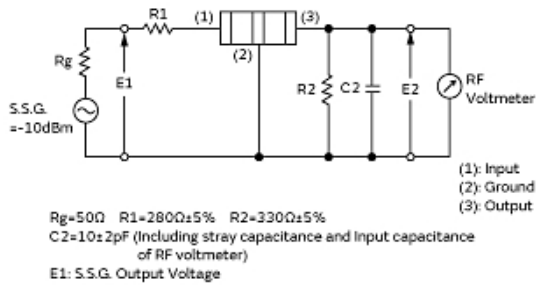 R1
(1)
(3)
(2)
Rg
E1
R2
C2
E2
RF
Voltmeter
S.S.G.
=-10dBm
(1): Input
(2): Ground
(3): Output
Rg=50Ω R1=280Ω±5% R2=330Ω±5%
C2=10±2pF (Including stray capacitance and Input capacitance
of RF voltmeter)
E1: S.S.G. Output Voltage